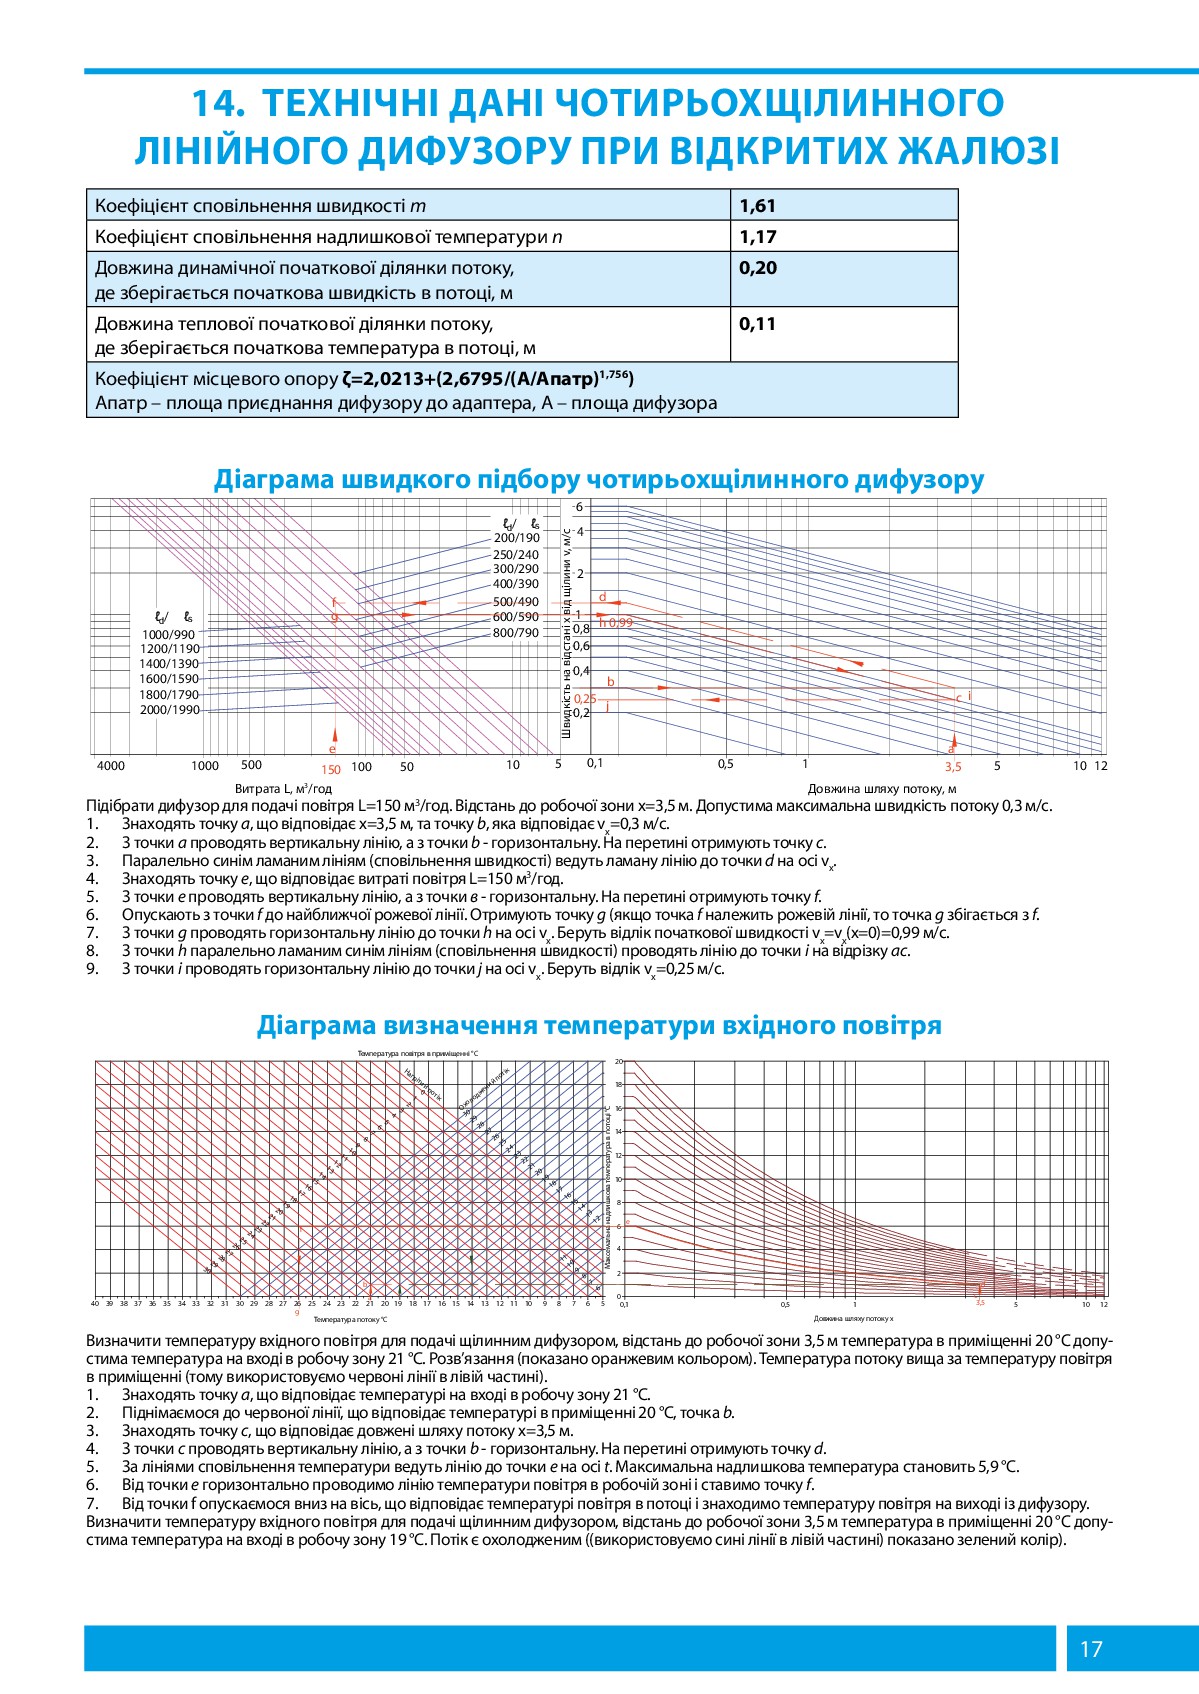 14. ТЕХНІЧНІ ДАНІ ЧОТИРЬОХЩІЛИННОГО
ЛІНІЙНОГО ДИФУЗОРУ ПРИ ВІДКРИТИХ ЖАЛЮЗІ
Коефіцієнт сповільнення швидкості m 1,61
Коефіцієнт сповільнення надлишкової температури n 1,17
Довжина динамічної початкової ділянки потоку, 0,20
де зберігається початкова швидкість в потоці, м
Довжина теплової початкової ділянки потоку, 0,11
де зберігається початкова температура в потоці, м
Коефіцієнт місцевого опору ζ=2,0213+(2,6795/(А/Апатр)1,756)
Апатр – площа приєднання дифузору до адаптера, А – площа дифузора
Діаграма швидкого підбору чотирьохщілинного дифузору
ℓd/ ℓs
200/190
250/240
300/290
400/390
500/490
600/590
800/790
ℓd/ ℓs
1000/990
1200/1190
1400/1390
1600/1590
1800/1790
2000/1990
f
g
e
Швидкість на відстані x від щілини v, м/с
6
4
2
1
0,8
0,6
0,4
0,25
0,2
d
h 0,99
b
j
c i
a
4000 1000 500 150 100 50 10 5 0,1 0,5 1 3,5 5 10 12
Витрата L, м3/год Довжина шляху потоку, м
Підібрати дифузор для подачі повітря L=150 м3/год. Відстань до робочої зони x=3,5 м. Допустима максимальна швидкість потоку 0,3 м/с.
1. Знаходять точку a, що відповідає x=3,5 м, та точку b, яка відповідає vx=0,3 м/с.
2. З точки a проводять вертикальну лінію, а з точки b - горизонтальну. На перетині отримують точку c.
3. Паралельно синім ламаним лініям (сповільнення швидкості) ведуть ламану лінію до точки d на осі vx.
4. Знаходять точку e, що відповідає витраті повітря L=150 м3/год.
5. З точки e проводять вертикальну лінію, а з точки в - горизонтальну. На перетині отримують точку f.
6. Опускають з точки f до найближчої рожевої лінії. Отримують точку g (якщо точка f належить рожевій лінії, то точка g збігається з f.
7. З точки g проводять горизонтальну лінію до точки h на осі vx. Беруть відлік початкової швидкості vx=vx(x=0)=0,99 м/с.
8. З точки h паралельно ламаним синім лініям (сповільнення швидкості) проводять лінію до точки i на відрізку ac.
9. З точки i проводять горизонтальну лінію до точки j на осі vx. Беруть відлік vx=0,25 м/с.
Діаграма визначення температури вхідного повітря
Температура повітря в приміщенні °С
Нагрітий потік
Охолоджений потік
Максимальна надлишкова температура в потоці °С
20
18
16
14
12
10
8
6
4
2
0
40 39 38 37 36 35 34 33 32 31 30 29 28 27 26 25 24 23 22 21 20 19 18 17 16 15 14 13 12 11 10 9 8 7 6 5 0,1 0,5 1 3,5 5 10 12
g
Температура потоку °С Довжина шляху потоку x
Визначити температуру вхідного повітря для подачі щілинним дифузором, відстань до робочої зони 3,5 м температура в приміщенні 20 °С допу-
стима температура на вході в робочу зону 21 °С. Розв’язання (показано оранжевим кольором). Температура потоку вища за температуру повітря
в приміщенні (тому використовуємо червоні лінії в лівій частині).
1. Знаходять точку a, що відповідає температурі на вході в робочу зону 21 °С.
2. Піднімаємося до червоної лінії, що відповідає температурі в приміщенні 20 °С, точка b.
3. Знаходять точку c, що відповідає довжені шляху потоку x=3,5 м.
4. З точки c проводять вертикальну лінію, а з точки b - горизонтальну. На перетині отримують точку d.
5. За лініями сповільнення температури ведуть лінію до точки e на осі t. Максимальна надлишкова температура становить 5,9 °С.
6. Від точки e горизонтально проводимо лінію температури повітря в робочій зоні і ставимо точку f.
7. Від точки f опускаємося вниз на вісь, що відповідає температурі повітря в потоці і знаходимо температуру повітря на виході із дифузору.
Визначити температуру вхідного повітря для подачі щілинним дифузором, відстань до робочої зони 3,5 м температура в приміщенні 20 °С допу-
стима температура на вході в робочу зону 19 °С. Потік є охолодженим ((використовуємо сині лінії в лівій частині) показано зелений колір).
17